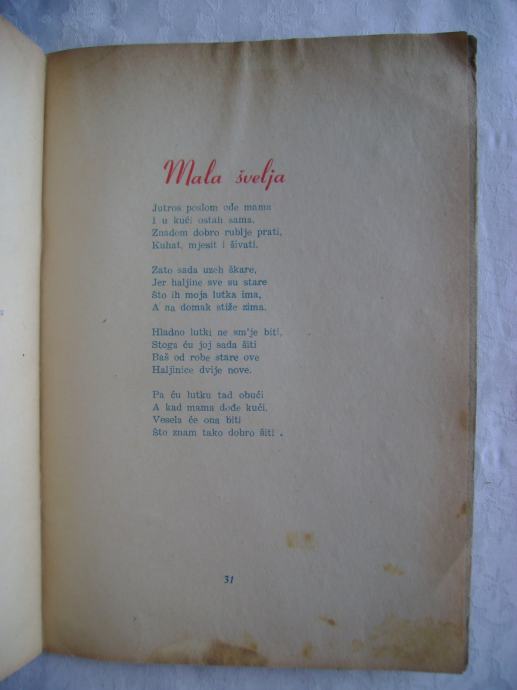 Mala švelja
Jutros poslom ode mama
i u kući ostah sama.
Znadem dobro rublje prati,
Kuhat, mjesit i šivati.
Zato sada uzeh škare,
Jer haljine sve su stare
Što ih moja lutka ima,
A na domak stiže zima.
Hladno lutki ne sm'je biti,
Stoga ću joj sada šiti
Baš od robe stare ove
Haljinice dvije nove.
Pa ću lutku tad obući
A kad mama dođe kući,
Vesela će ona biti
Što znam tako dobro šiti .
31